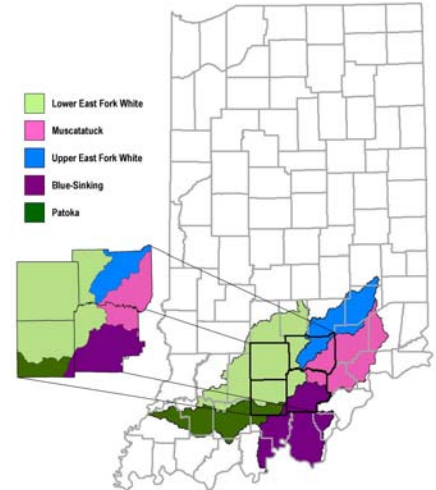 Lower East Fork White
Muscatatuck
Upper East Fork White
Blue-Sinking
Patoka